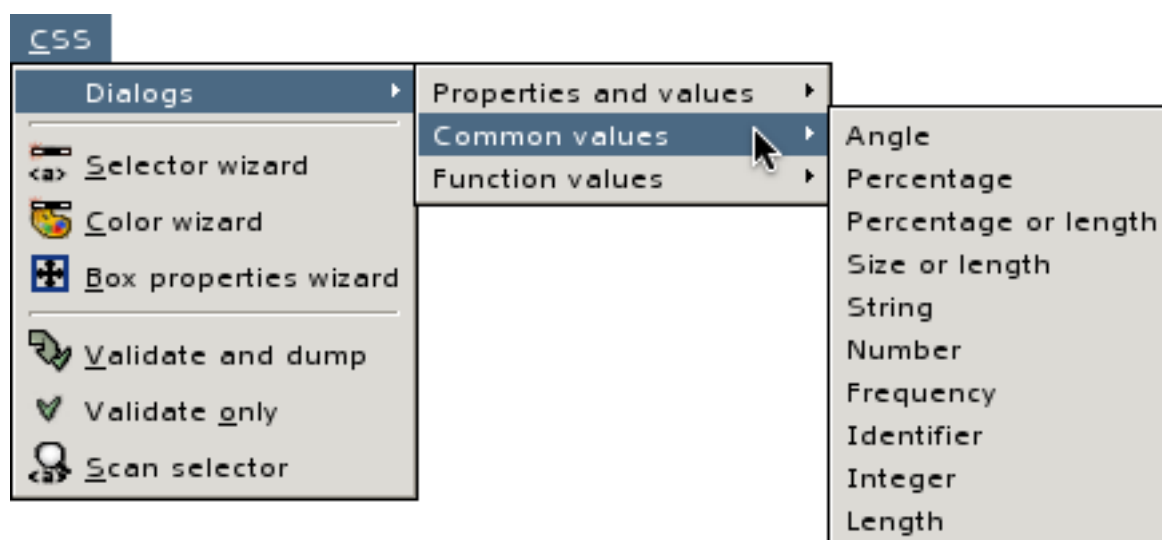 CSS
Dialogs
Selector wizard
<a>
Color wizard
Box properties wizard
Validate and dump
Validate only
Scan selector
<a>
Properties and values
Common values
Function values
Angle
Percentage
Percentage or length
Size or length
String
Number
Frequency
Identifier
Integer
Length